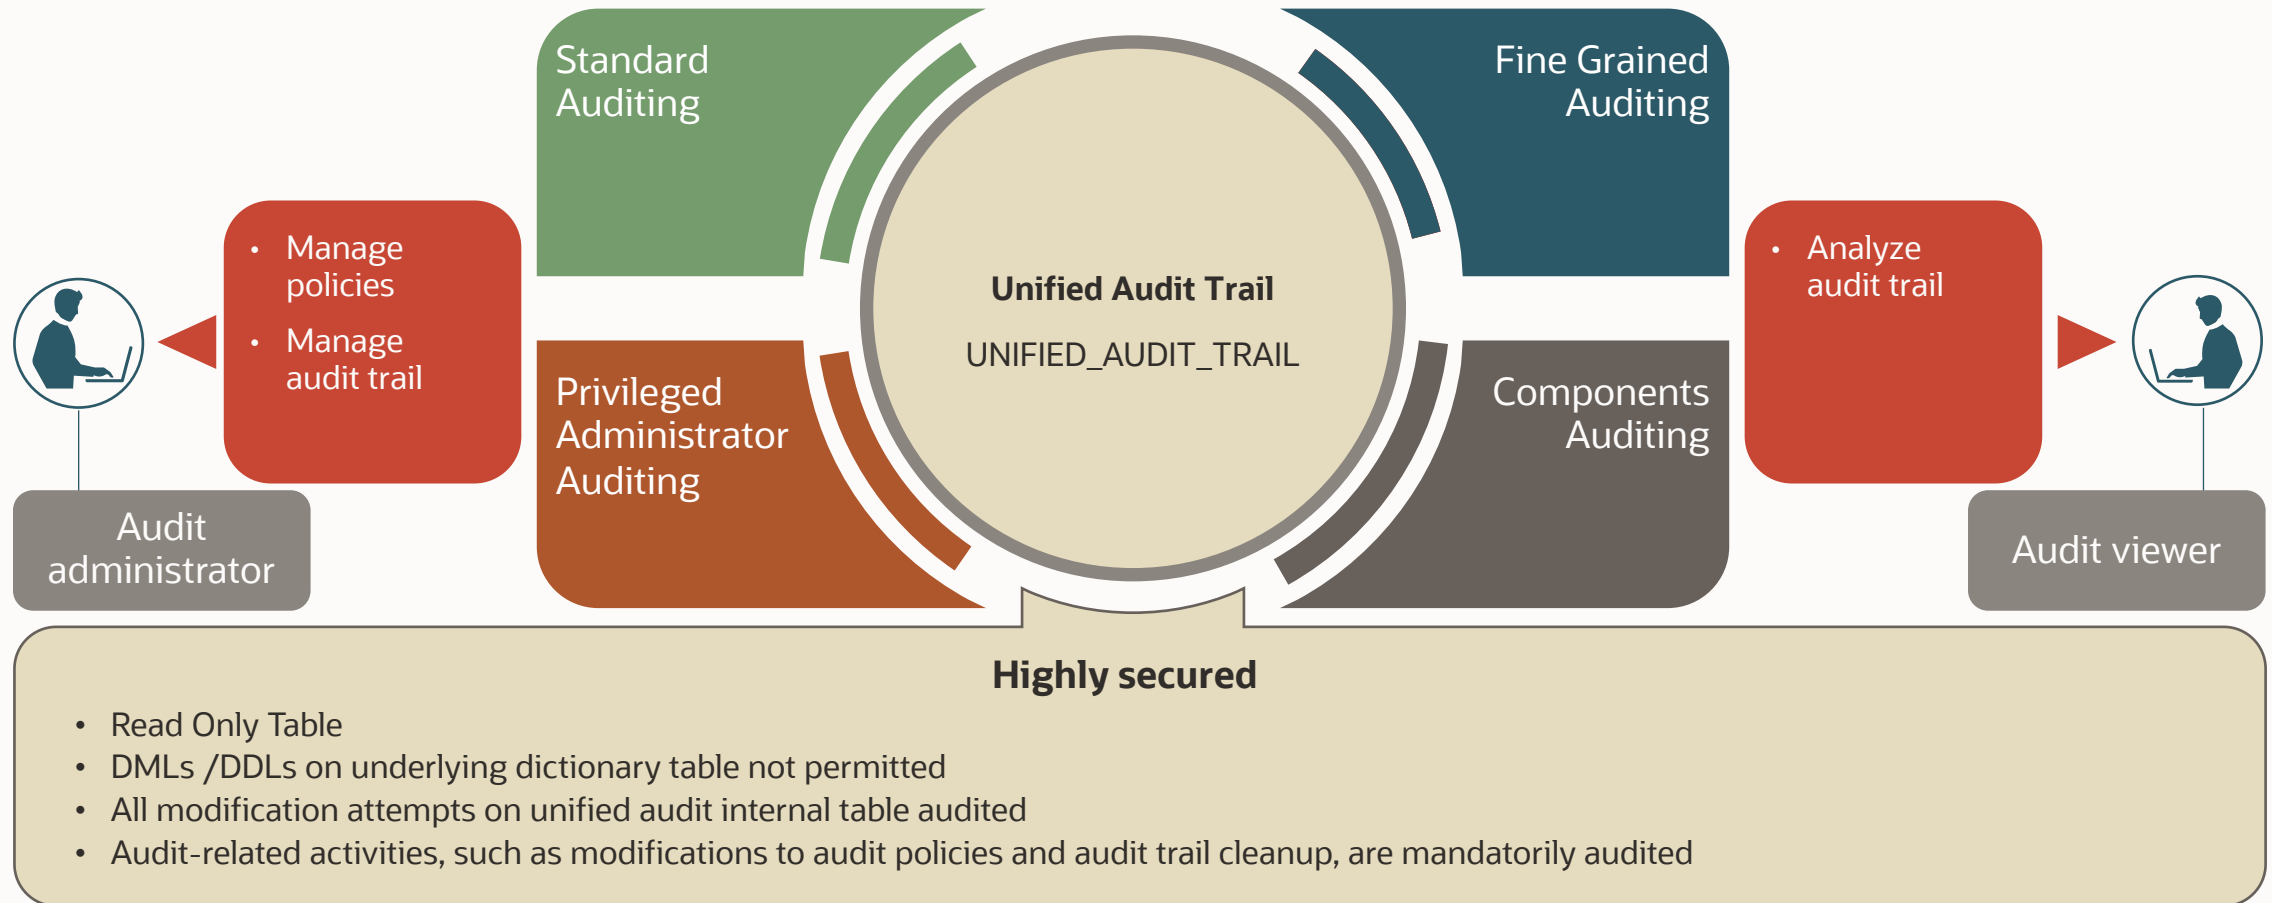 Standard
Auditing
Fine Grained
Auditing
• Manage
policies
• Manage
audit trail
Unified Audit Trail
UNIFIED_AUDIT_TRAIL
• Analyze
audit trail
Privileged
Administrator
Auditing
Components
Auditing
Audit
administrator
Audit viewer
Highly secured
• Read Only Table
• DMLs /DDLs on underlying dictionary table not permitted
• All modification attempts on unified audit internal table audited
• Audit-related activities, such as modifications to audit policies and audit trail cleanup, are mandatorily audited